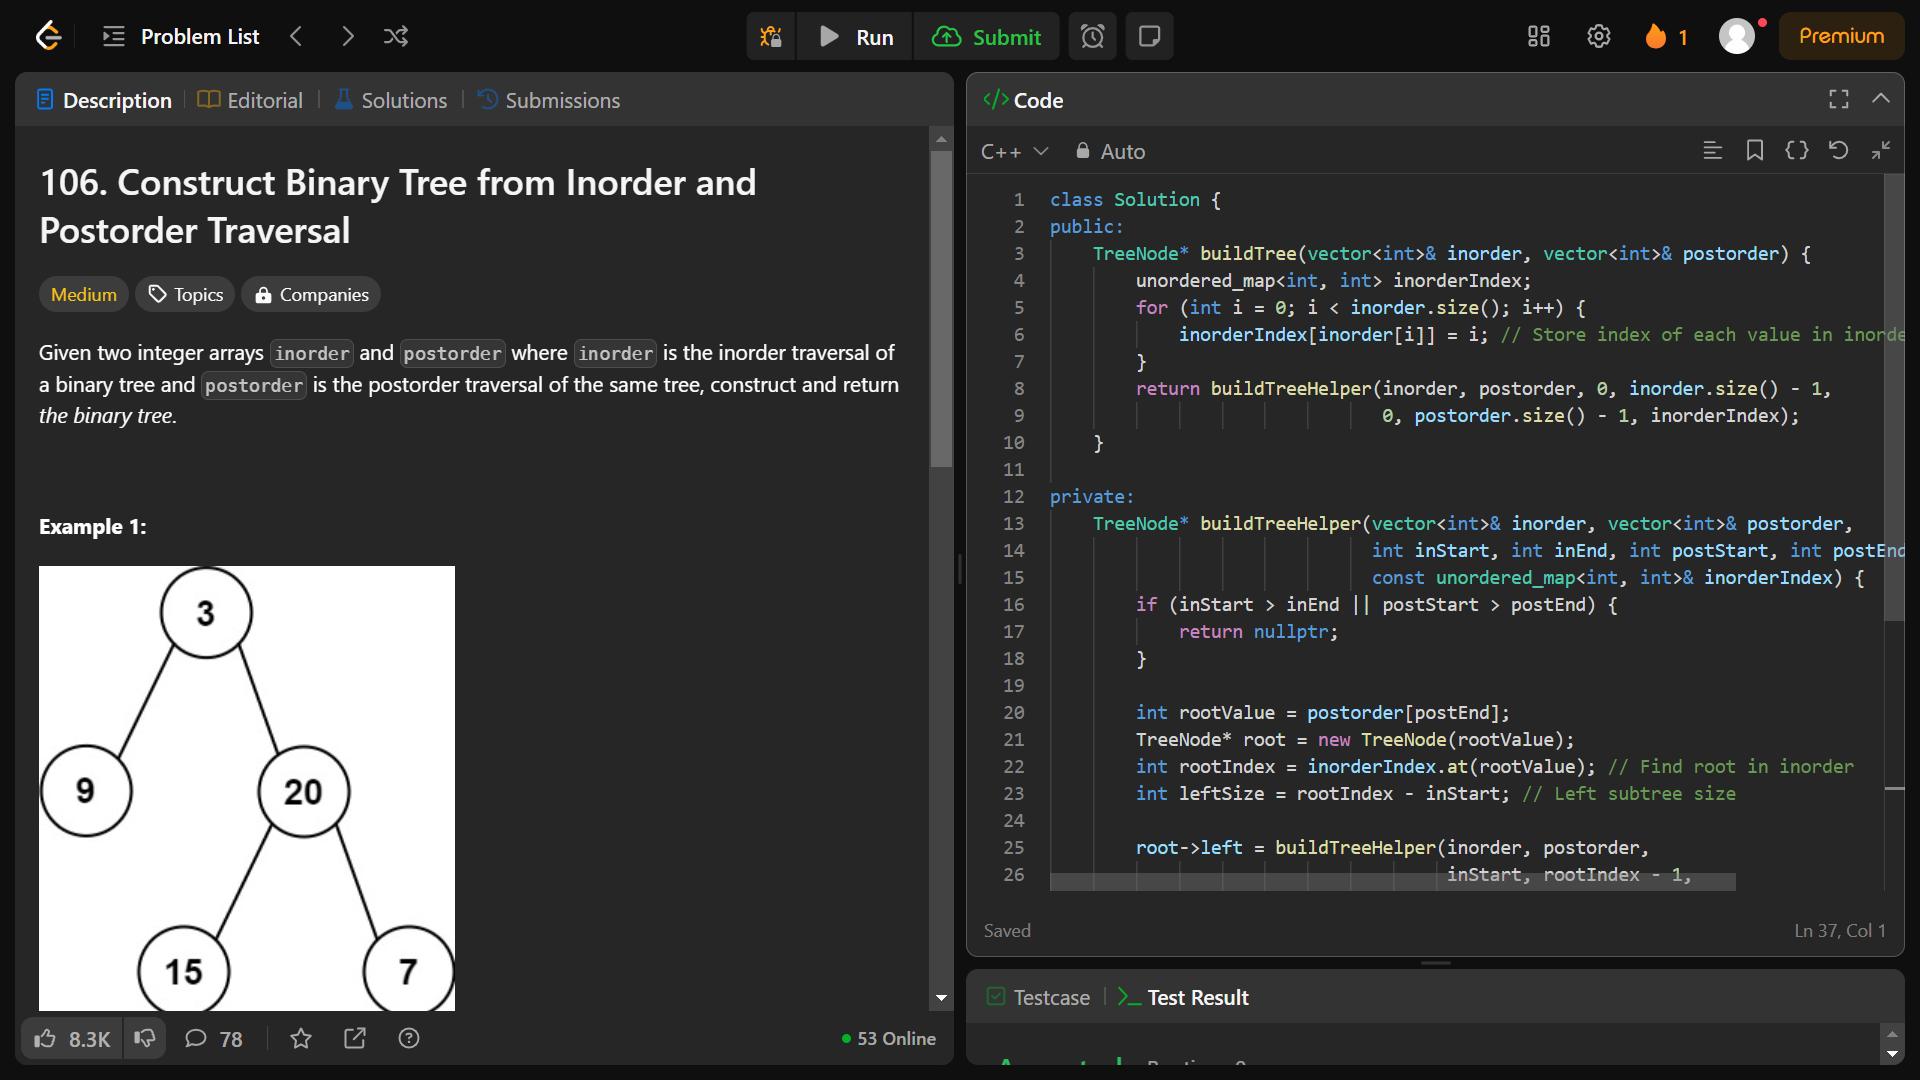 Problem List
Run
Submit
1
Premium
Description
Editorial
Solutions
Submissions
106. Construct Binary Tree from Inorder and
Postorder Traversal
Medium
Topics
Companies
Given two integer arrays inorder and postorder where inorder is the inorder traversal of
a binary tree and postorder is the postorder traversal of the same tree, construct and return
the binary tree.
Example 1:
3
9
20
15
7
8.3K
78
53 Online
</> Code
C++
Auto
1 class Solution {
2 public:
3 TreeNode* buildTree(vector<int>& inorder, vector<int>& postorder) {
4 unordered_map<int, int> inorderIndex;
5 for (int i = 0; i < inorder.size(); i++) {
6 inorderIndex[inorder[i]] = i; // Store index of each value in inorde
7 }
8 return buildTreeHelper(inorder, postorder, 0, inorder.size() - 1,
9 0, postorder.size() - 1, inorderIndex);
10 }
11
12 private:
13 TreeNode* buildTreeHelper(vector<int>& inorder, vector<int>& postorder,
14 int inStart, int inEnd, int postStart, int postEnd
15 const unordered_map<int, int>& inorderIndex) {
16 if (inStart > inEnd || postStart > postEnd) {
17 return nullptr;
18 }
19
20 int rootValue = postorder[postEnd];
21 TreeNode* root = new TreeNode(rootValue);
22 int rootIndex = inorderIndex.at(rootValue); // Find root in inorder
23 int leftSize = rootIndex - inStart; // Left subtree size
24
25 root->left = buildTreeHelper(inorder, postorder,
26 inStart, rootIndex - 1,
Saved
Ln 37, Col 1
Testcase
Test Result